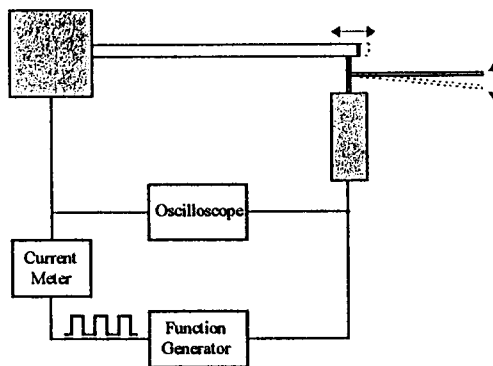 Oscilloscope
Current
Meter
Function
Generator